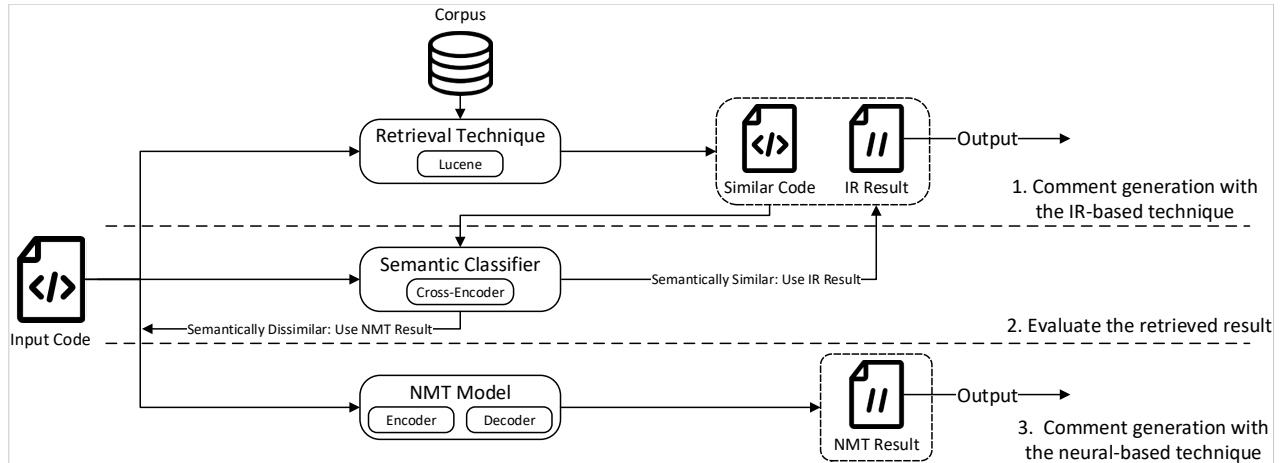 Corpus
Retrieval Technique
Lucene
</>
Similar Code
//
IR Result
Output
1. Comment generation with
the IR-based technique
</>
Input Code
Semantic Classifier
Cross-Encoder
Semantically Similar: Use IR Result
Semantically Dissimilar: Use NMT Result
2. Evaluate the retrieved result
NMT Model
Encoder
Decoder
//
NMT Result
Output
3. Comment generation with
the neural-based technique